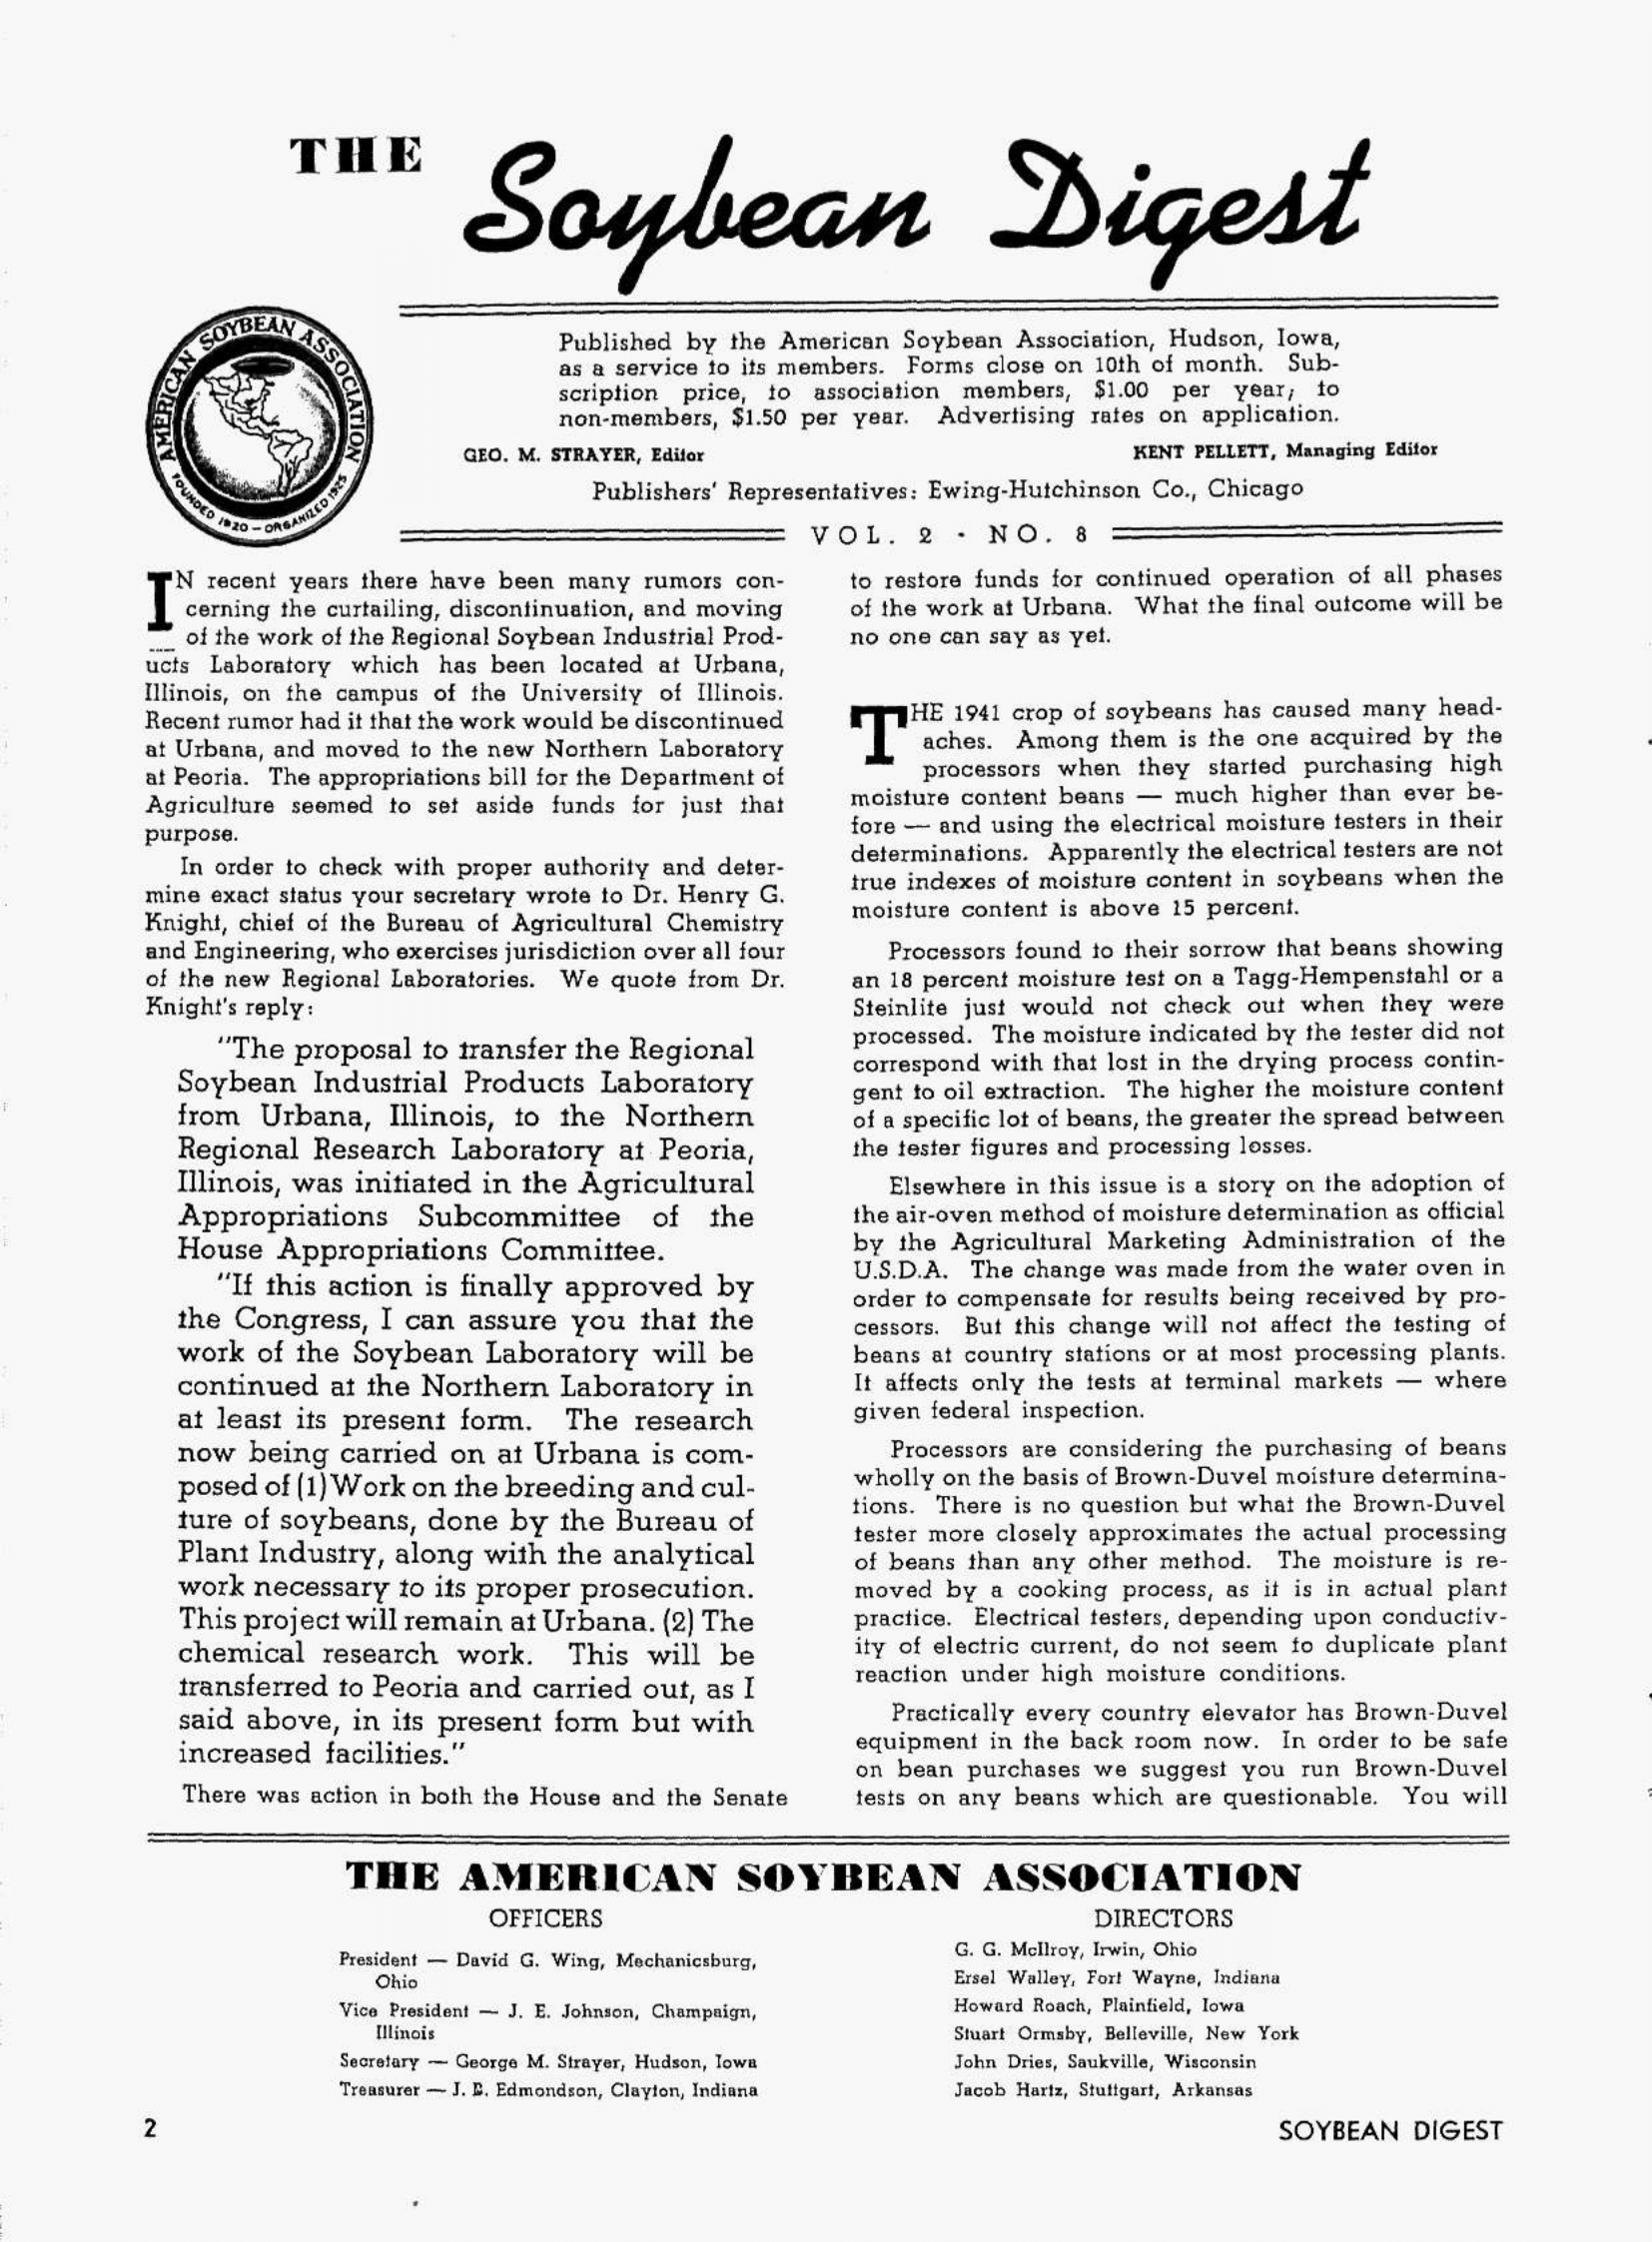 THE
Soybean Digest
AMERICAN SOYBEAN ASSOCIATION
FOUNDED 1920 — ORGANIZED 1925
Published by the American Soybean Association, Hudson, Iowa,
as a service to its members. Forms close on 10th of month. Sub-
scription price, to association members, $1.00 per year; to
non-members, $1.50 per year. Advertising rates on application.
GEO. M. STRAYER, Editor
KENT PELLETT, Managing Editor
Publishers' Representatives: Ewing-Hutchinson Co., Chicago
VOL. 2 · NO. 8
IN recent years there have been many rumors con-
cerning the curtailing, discontinuation, and moving
of the work of the Regional Soybean Industrial Prod-
ucts Laboratory which has been located at Urbana,
Illinois, on the campus of the University of Illinois.
Recent rumor had it that the work would be discontinued
at Urbana, and moved to the new Northern Laboratory
at Peoria. The appropriations bill for the Department of
Agriculture seemed to set aside funds for just that
purpose.
In order to check with proper authority and deter-
mine exact status your secretary wrote to Dr. Henry G.
Knight, chief of the Bureau of Agricultural Chemistry
and Engineering, who exercises jurisdiction over all four
of the new Regional Laboratories. We quote from Dr.
Knight's reply:
"The proposal to transfer the Regional
Soybean Industrial Products Laboratory
from Urbana, Illinois, to the Northern
Regional Research Laboratory at Peoria,
Illinois, was initiated in the Agricultural
Appropriations Subcommittee of the
House Appropriations Committee.
"If this action is finally approved by
the Congress, I can assure you that the
work of the Soybean Laboratory will be
continued at the Northern Laboratory in
at least its present form. The research
now being carried on at Urbana is com-
posed of (1) Work on the breeding and cul-
ture of soybeans, done by the Bureau of
Plant Industry, along with the analytical
work necessary to its proper prosecution.
This project will remain at Urbana. (2) The
chemical research work. This will be
transferred to Peoria and carried out, as I
said above, in its present form but with
increased facilities."
There was action in both the House and the Senate
to restore funds for continued operation of all phases
of the work at Urbana. What the final outcome will be
no one can say as yet.
THE 1941 crop of soybeans has caused many head-
aches. Among them is the one acquired by the
processors when they started purchasing high
moisture content beans — much higher than ever be-
fore — and using the electrical moisture testers in their
determinations. Apparently the electrical testers are not
true indexes of moisture content in soybeans when the
moisture content is above 15 percent.
Processors found to their sorrow that beans showing
an 18 percent moisture test on a Tagg-Hempenstahl or a
Steinlite just would not check out when they were
processed. The moisture indicated by the tester did not
correspond with that lost in the drying process contin-
gent to oil extraction. The higher the moisture content
of a specific lot of beans, the greater the spread between
the tester figures and processing losses.
Elsewhere in this issue is a story on the adoption of
the air-oven method of moisture determination as official
by the Agricultural Marketing Administration of the
U.S.D.A. The change was made from the water oven in
order to compensate for results being received by pro-
cessors. But this change will not affect the testing of
beans at country stations or at most processing plants.
It affects only the tests at terminal markets — where
given federal inspection.
Processors are considering the purchasing of beans
wholly on the basis of Brown-Duvel moisture determina-
tions. There is no question but what the Brown-Duvel
tester more closely approximates the actual processing
of beans than any other method. The moisture is re-
moved by a cooking process, as it is in actual plant
practice. Electrical testers, depending upon conductiv-
ity of electric current, do not seem to duplicate plant
reaction under high moisture conditions.
Practically every country elevator has Brown-Duvel
equipment in the back room now. In order to be safe
on bean purchases we suggest you run Brown-Duvel
tests on any beans which are questionable. You will
THE AMERICAN SOYBEAN ASSOCIATION
OFFICERS
President — David G. Wing, Mechanicsburg,
Ohio
Vice President — J. E. Johnson, Champaign,
Illinois
Secretary — George M. Strayer, Hudson, Iowa
Treasurer — J. B. Edmondson, Clayton, Indiana
DIRECTORS
G. G. McIlroy, Irwin, Ohio
Ersel Walley, Fort Wayne, Indiana
Howard Roach, Plainfield, Iowa
Stuart Ormsby, Belleville, New York
John Dries, Saukville, Wisconsin
Jacob Hartz, Stuttgart, Arkansas
2
SOYBEAN DIGEST